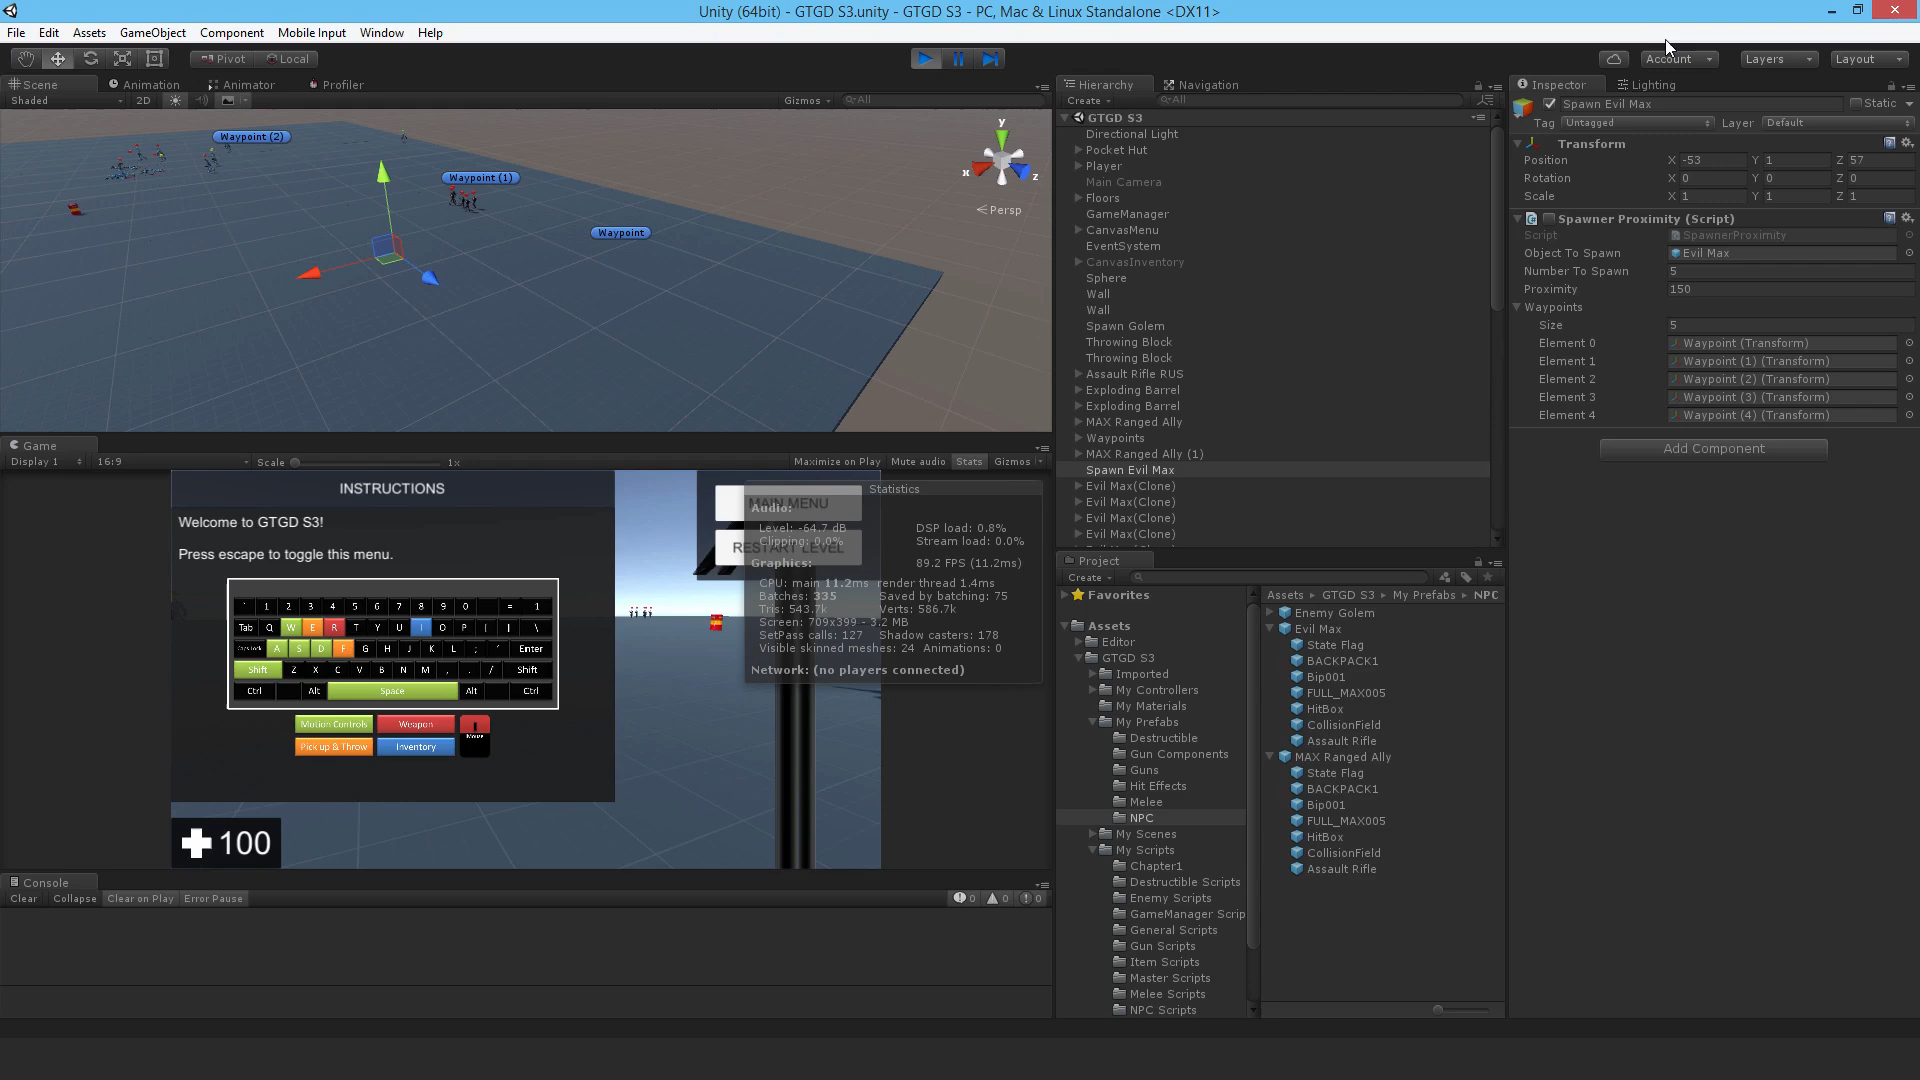 Unity (64bit) - GTGD S3.unity - GTGD S3 - PC, Mac & Linux Standalone <DX11>
File Edit Assets GameObject Component Mobile Input Window Help
Pivot Local
Account Layers Layout
Scene Animation Animator Profiler
Shaded 2D Gizmos All
Waypoint (2)
Waypoint (1)
Waypoint
y
x
z
Persp
Game
Display 1 16:9 Scale 1x Maximize on Play Mute audio Stats Gizmos
INSTRUCTIONS
Welcome to GTGD S3!
Press escape to toggle this menu.
` 1 2 3 4 5 6 7 8 9 0 = 1
Tab Q W E R T Y U I O P [ ] \
Caps Lock A S D F G H J K L ; ' Enter
Shift Z X C V B N M , . / Shift
Ctrl Alt Space Alt Ctrl
Motion Controls Weapon Mouse
Pick up & Throw Inventory
100
MAIN MENU
RESTART LEVEL
Statistics
Audio:
Level: -64.7 dB DSP load: 0.8%
Clipping: 0.0% Stream load: 0.0%
Graphics: 89.2 FPS (11.2ms)
CPU: main 11.2ms render thread 1.4ms
Batches: 335 Saved by batching: 75
Tris: 543.7k Verts: 586.7k
Screen: 709x399 - 3.2 MB
SetPass calls: 127 Shadow casters: 178
Visible skinned meshes: 24 Animations: 0
Network: (no players connected)
Console
Clear Collapse Clear on Play Error Pause 0 0 0
Hierarchy Navigation
Create All
GTGD S3
Directional Light
Pocket Hut
Player
Main Camera
Floors
GameManager
CanvasMenu
EventSystem
CanvasInventory
Sphere
Wall
Wall
Spawn Golem
Throwing Block
Throwing Block
Assault Rifle RUS
Exploding Barrel
Exploding Barrel
MAX Ranged Ally
Waypoints
MAX Ranged Ally (1)
Spawn Evil Max
Evil Max(Clone)
Evil Max(Clone)
Evil Max(Clone)
Evil Max(Clone)
Project
Create
Favorites
Assets
Editor
GTGD S3
Imported
My Controllers
My Materials
My Prefabs
Destructible
Gun Components
Guns
Hit Effects
Melee
NPC
My Scenes
My Scripts
Chapter1
Destructible Scripts
Enemy Scripts
GameManager Scrip
General Scripts
Gun Scripts
Item Scripts
Master Scripts
Melee Scripts
NPC Scripts
Assets GTGD S3 My Prefabs NPC
Enemy Golem
Evil Max
State Flag
BACKPACK1
Bip001
FULL_MAX005
HitBox
CollisionField
Assault Rifle
MAX Ranged Ally
State Flag
BACKPACK1
Bip001
FULL_MAX005
HitBox
CollisionField
Assault Rifle
Inspector Lighting
Spawn Evil Max Static
Tag Untagged Layer Default
Transform
Position X -53 Y 1 Z 57
Rotation X 0 Y 0 Z 0
Scale X 1 Y 1 Z 1
Spawner Proximity (Script)
Script SpawnerProximity
Object To Spawn Evil Max
Number To Spawn 5
Proximity 150
Waypoints
Size 5
Element 0 Waypoint (Transform)
Element 1 Waypoint (1) (Transform)
Element 2 Waypoint (2) (Transform)
Element 3 Waypoint (3) (Transform)
Element 4 Waypoint (4) (Transform)
Add Component